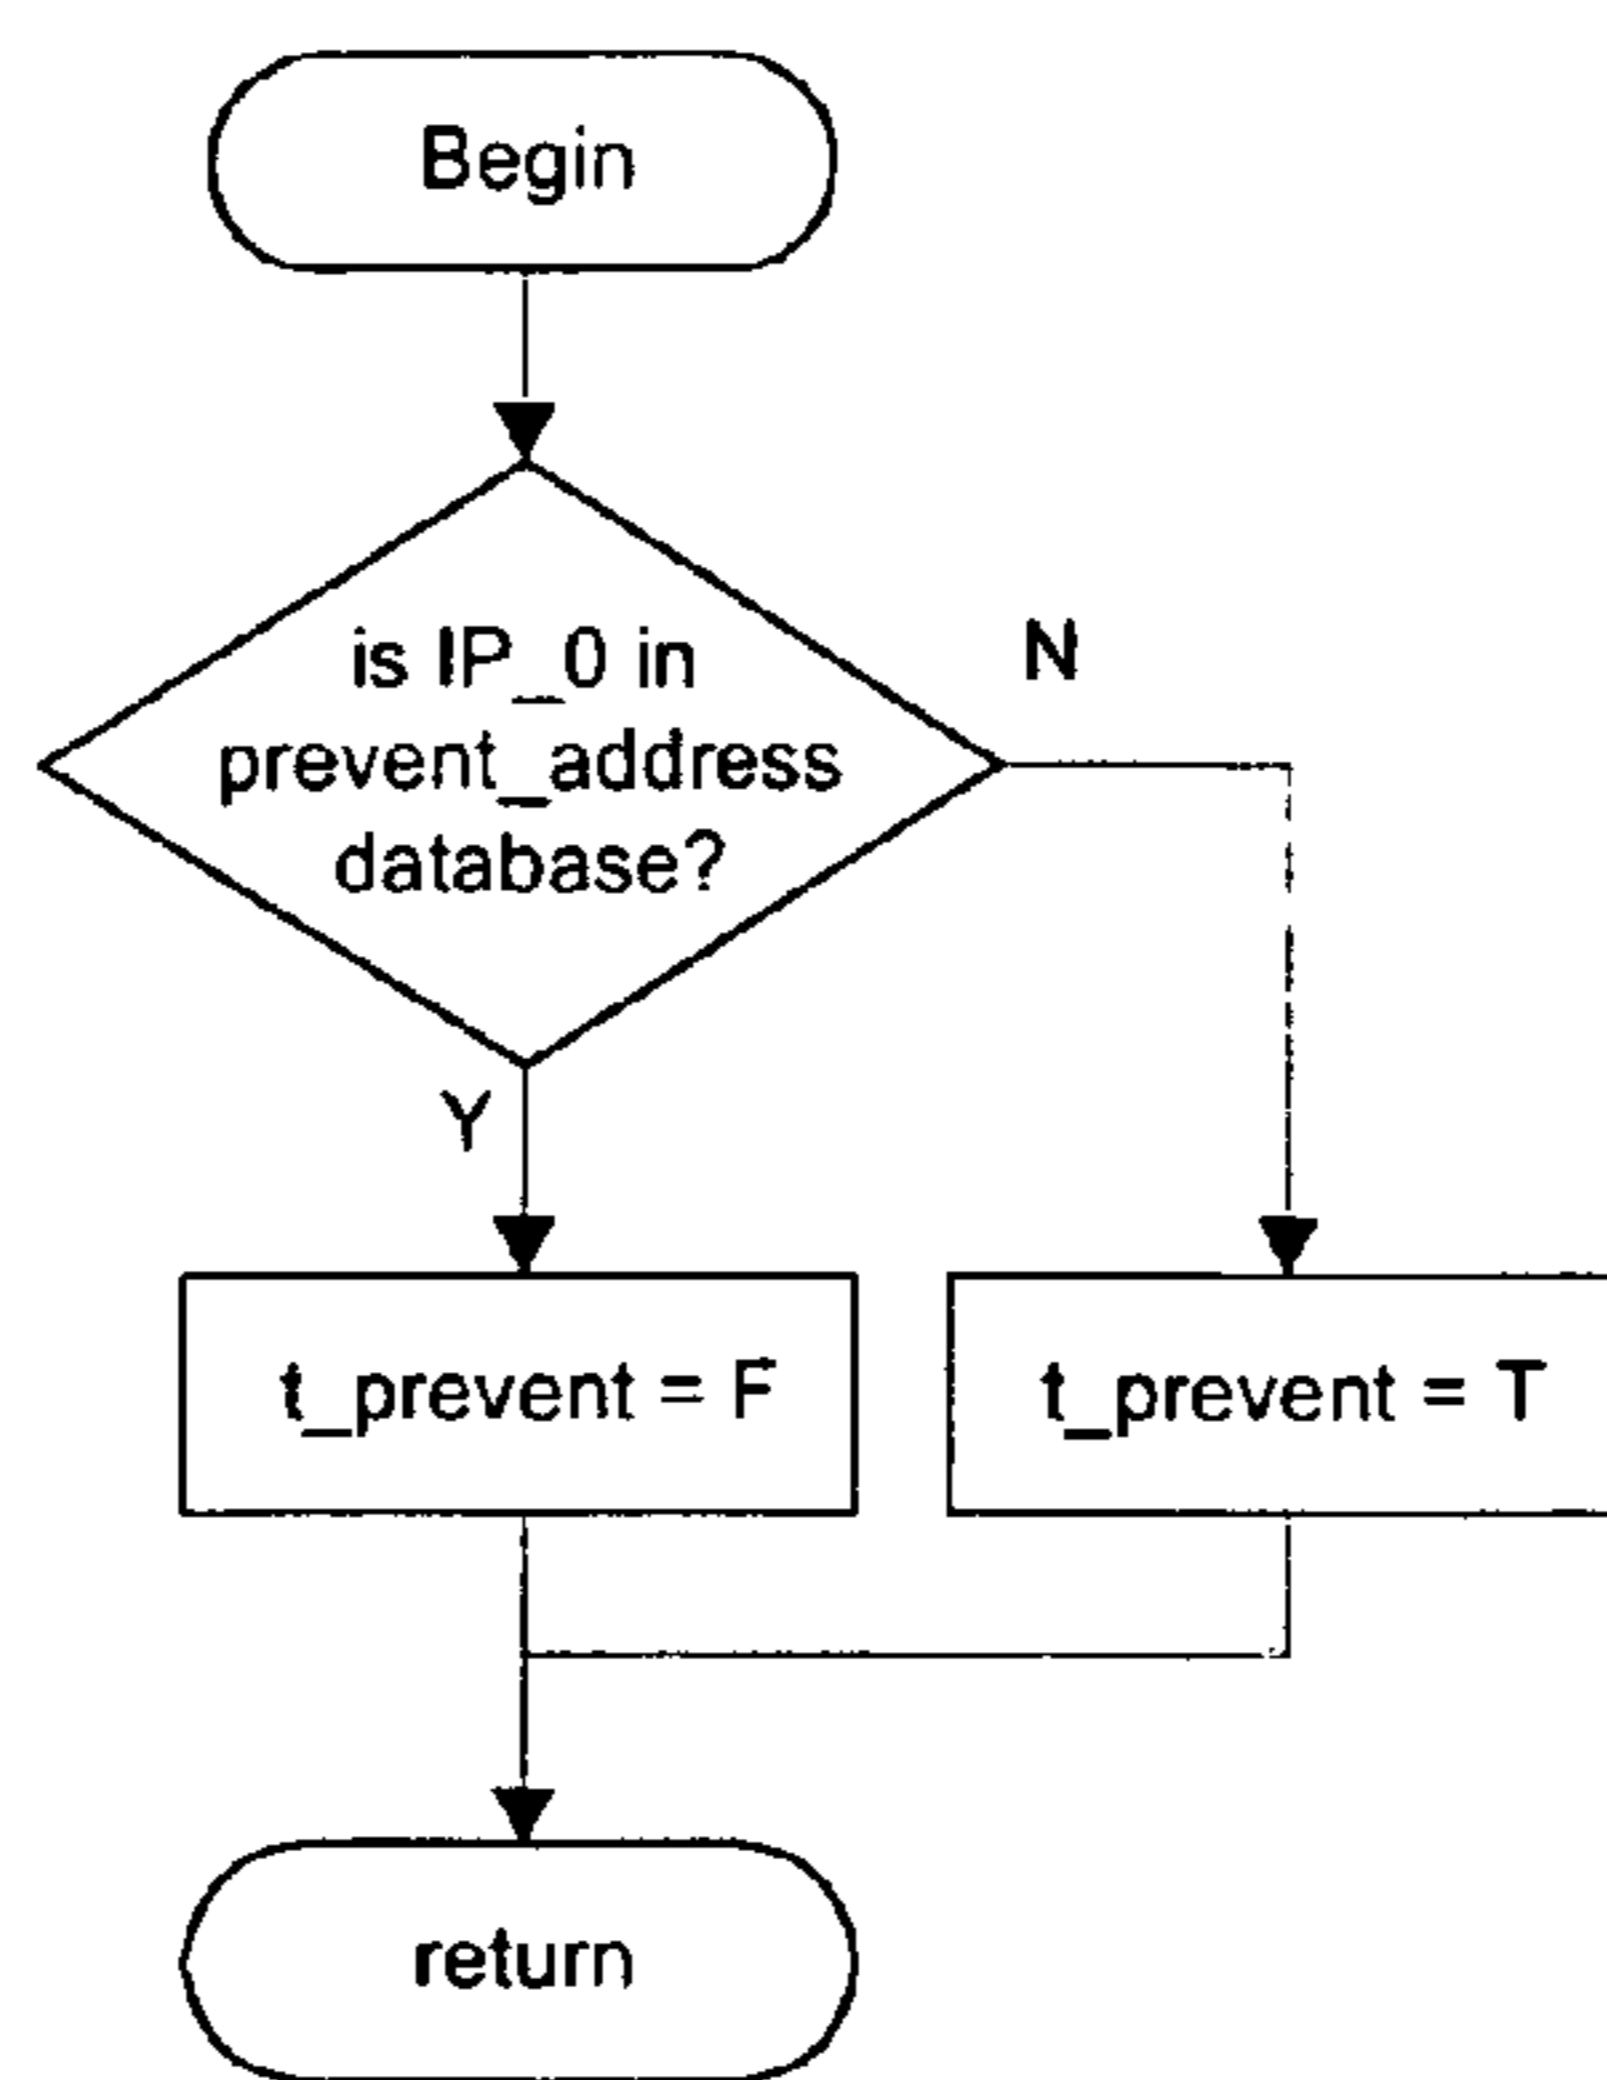 Begin
is IP_0 in
prevent_address
database?
N
Y
t_prevent = F
t_prevent = T
return